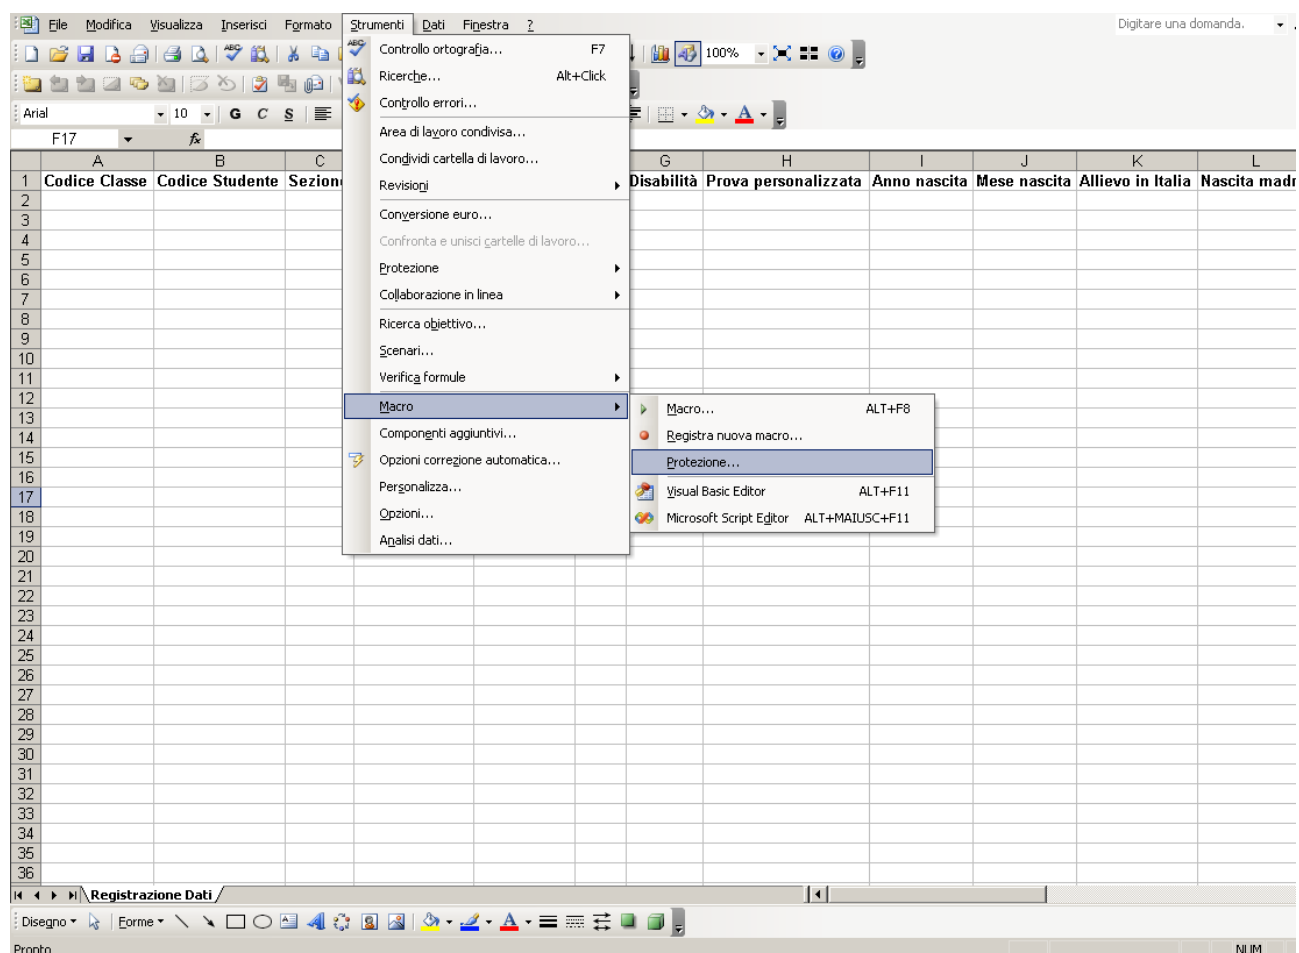 File Modifica Visualizza Inserisci Formato Strumenti Dati Finestra ? Digitare una domanda.
100%
Arial 10 G C S
F17 fx
A B C G H I J K L
1 Codice Classe Codice Studente Sezion Disabilità Prova personalizzata Anno nascita Mese nascita Allievo in Italia Nascita madr
Controllo ortografia... F7
Ricerche... Alt+Click
Controllo errori...
Area di lavoro condivisa...
Condividi cartella di lavoro...
Revisioni
Conversione euro...
Confronta e unisci cartelle di lavoro...
Protezione
Collaborazione in linea
Ricerca obiettivo...
Scenari...
Verifica formule
Macro
Componenti aggiuntivi...
Opzioni correzione automatica...
Personalizza...
Opzioni...
Analisi dati...
Macro... ALT+F8
Registra nuova macro...
Protezione...
Visual Basic Editor ALT+F11
Microsoft Script Editor ALT+MAIUSC+F11
2
3
4
5
6
7
8
9
10
11
12
13
14
15
16
17
18
19
20
21
22
23
24
25
26
27
28
29
30
31
32
33
34
35
36
Registrazione Dati
Disegno Forme
Pronto NUM